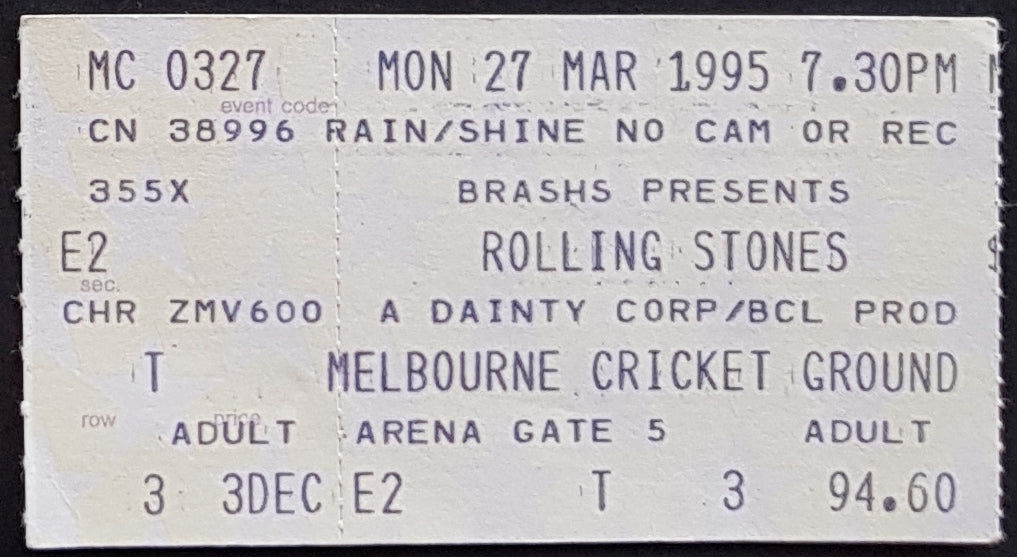 MC 0327 MON 27 MAR 1995 7.30PM
event code
CN 38996 RAIN/SHINE NO CAM OR REC
355X BRASHS PRESENTS
E2 ROLLING STONES
sec.
CHR ZMV600 A DAINTY CORP/BCL PROD
T MELBOURNE CRICKET GROUND
row price
ADULT ARENA GATE 5 ADULT
3 3DEC E2 T 3 94.60